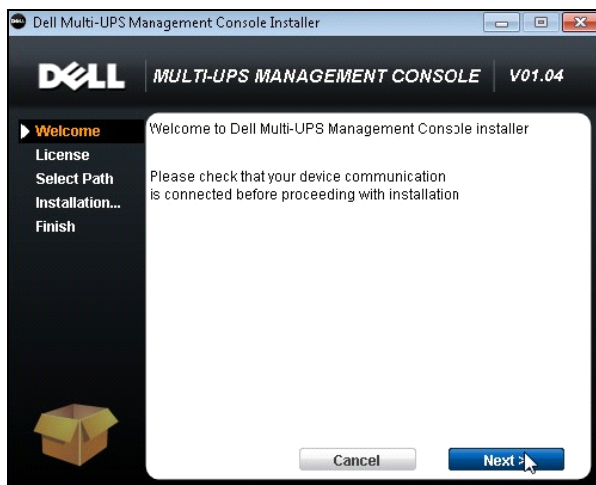 Dell Multi-UPS Management Console Installer
DELL
MULTI-UPS MANAGEMENT CONSOLE
V01.04
Welcome
License
Select Path
Installation...
Finish
Welcome to Dell Multi-UPS Management Console installer
Please check that your device communication
is connected before proceeding with installation
Cancel
Next >